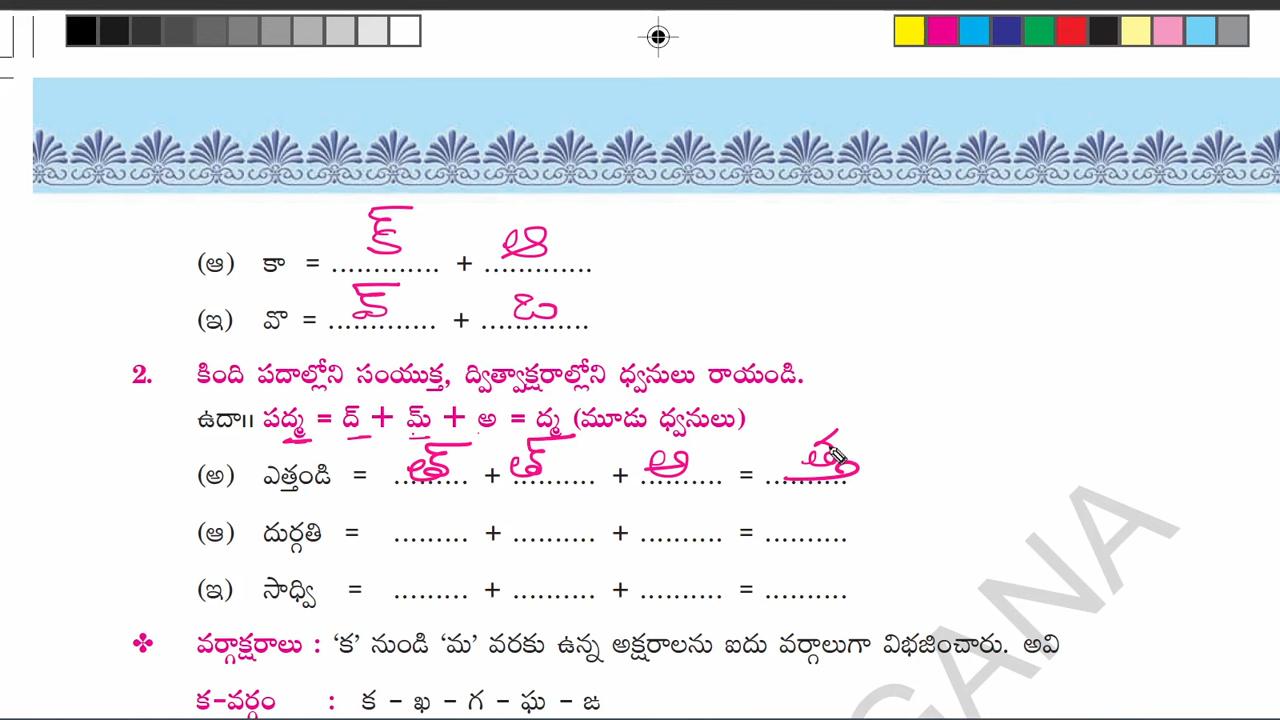 (ఆ) కా = క్ + ఆ
(ఇ) వొ = వ్ + ఒ
2. కింది పదాల్లోని సంయుక్త, ద్విత్వాక్షరాల్లోని ధ్వనులు రాయండి.
ఉదా॥ పద్మ = ద్ + మ్ + అ = ద్మ (మూడు ధ్వనులు)
(అ) ఎత్తండి = త్ + త్ + అ = త్త
(ఆ) దుర్గతి = ......... + .......... + .......... = ..........
(ఇ) సాధ్వి = ......... + .......... + .......... = ..........
❖ వర్గాక్షరాలు : ‘క’ నుండి ‘మ’ వరకు ఉన్న అక్షరాలను ఐదు వర్గాలుగా విభజించారు. అవి
క-వర్గం : క – ఖ – గ – ఘ – ఙ
GANA